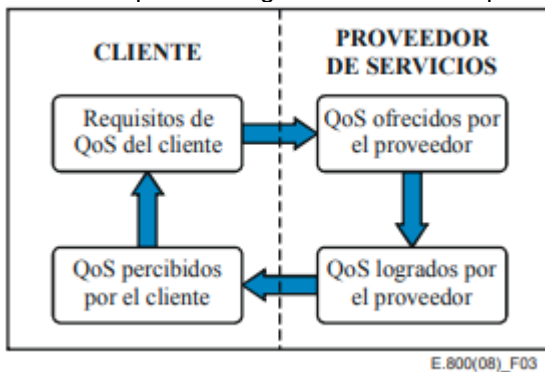 CLIENTE
PROVEEDOR
DE SERVICIOS
Requisitos de
QoS del cliente
QoS ofrecidos por
el proveedor
QoS percibidos
por el cliente
QoS logrados por
el proveedor
E.800(08)_F03